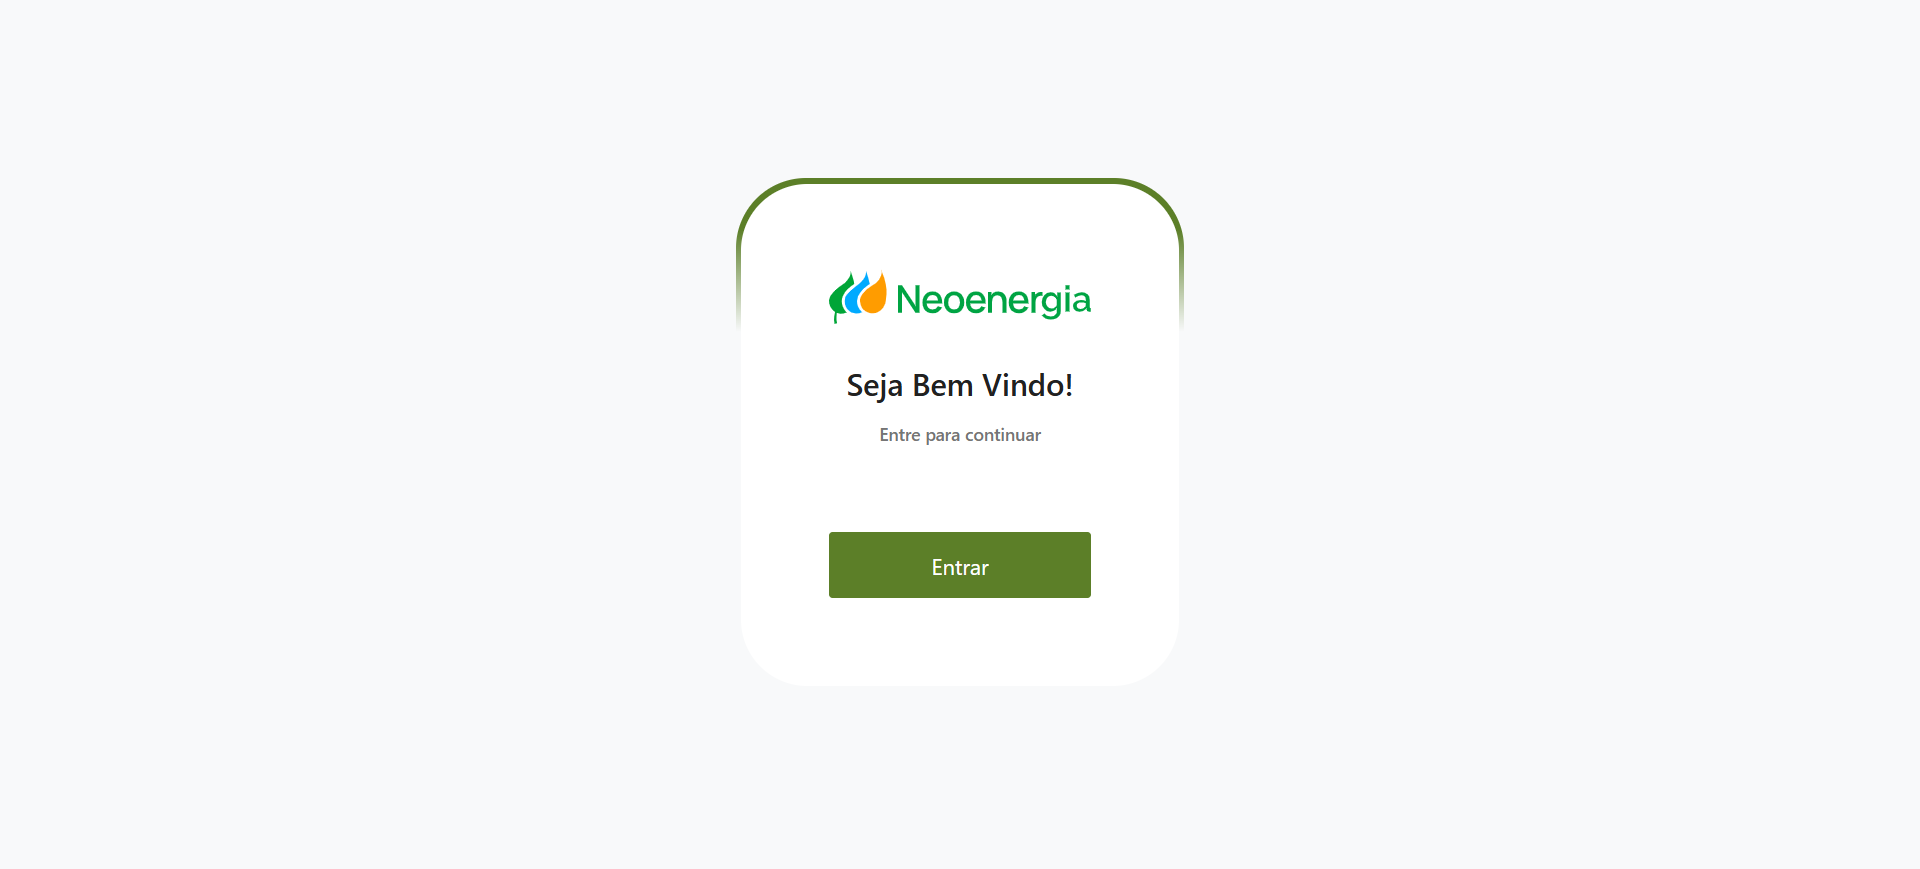 Neoenergia
Seja Bem Vindo!
Entre para continuar
Entrar